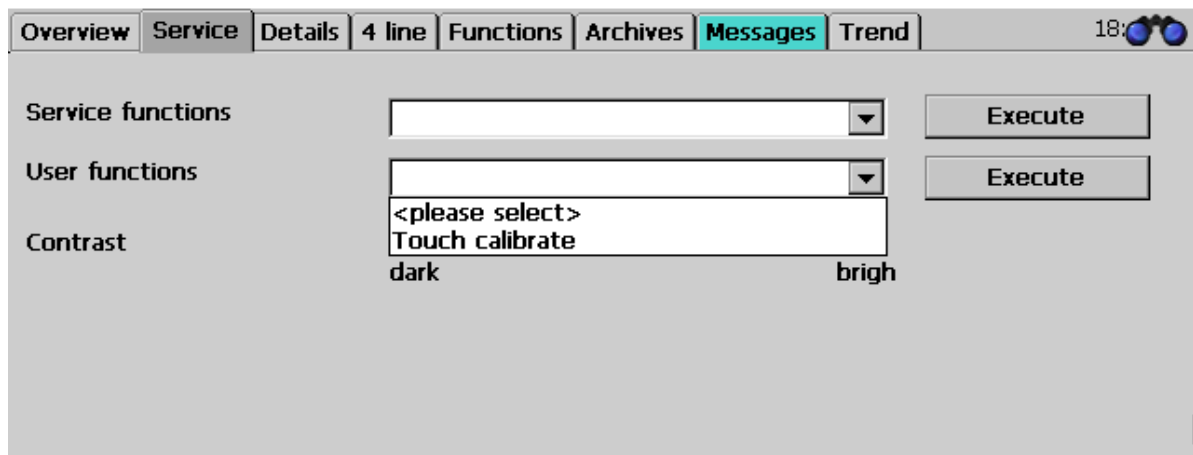 Overview Service Details 4 line Functions Archives Messages Trend 18:
Service functions Execute
User functions Execute
<please select>
Touch calibrate
Contrast
dark brigh